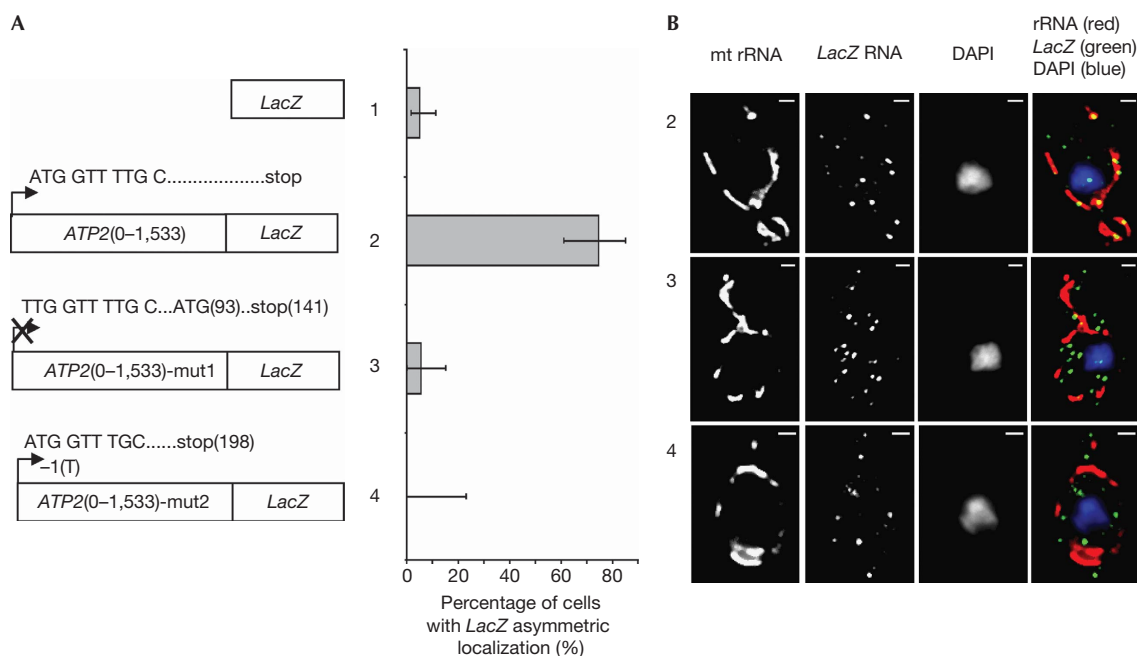 A
LacZ
1
ATG GTT TTG C...................stop
ATP2(0–1,533) LacZ
2
TTG GTT TTG C...ATG(93)..stop(141)
ATP2(0–1,533)-mut1 LacZ
3
ATG GTT TGC......stop(198)
–1(T)
ATP2(0–1,533)-mut2 LacZ
4
0 20 40 60 80
Percentage of cells
with LacZ asymmetric
localization (%)
B
mt rRNA LacZ RNA DAPI rRNA (red)
LacZ (green)
DAPI (blue)
2
3
4